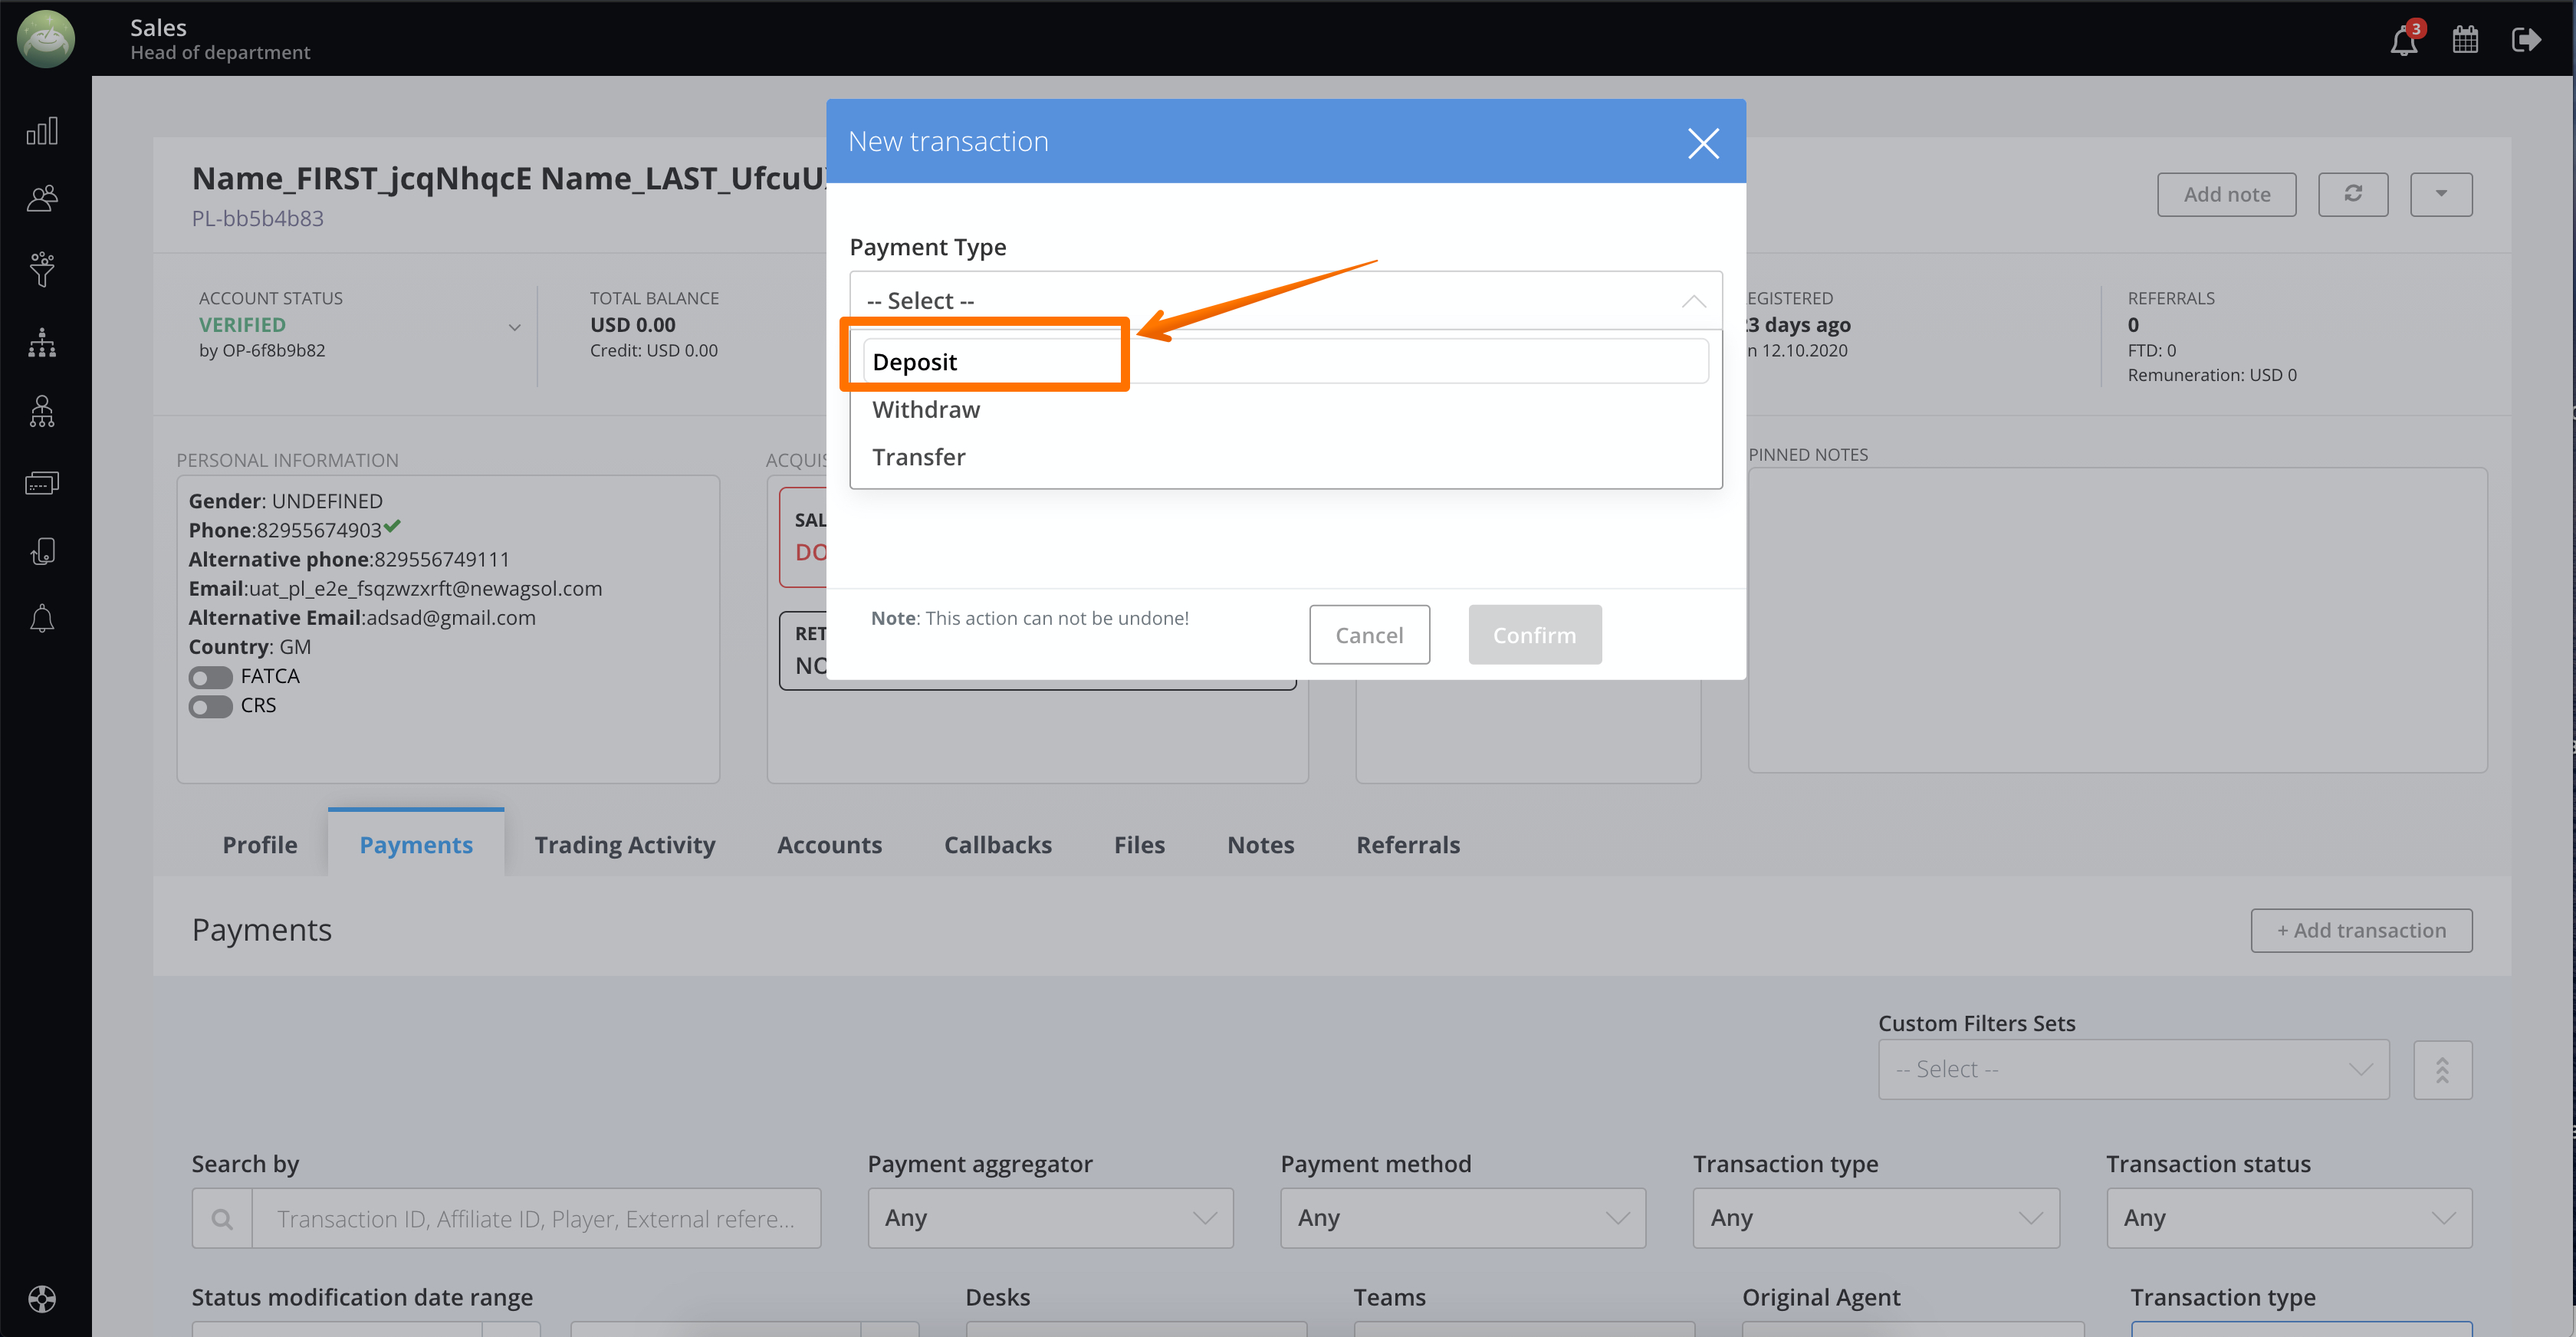 Sales
Head of department
3
New transaction
Name_FIRST_jcqNhqcE Name_LAST_UfcuU
PL-bb5b4b83
Add note
Payment Type
-- Select --
Deposit
Withdraw
Transfer
ACCOUNT STATUS
VERIFIED
by OP-6f8b9b82
TOTAL BALANCE
USD 0.00
Credit: USD 0.00
EGISTERED
3 days ago
n 12.10.2020
REFERRALS
0
FTD: 0
Remuneration: USD 0
PERSONAL INFORMATION
Gender: UNDEFINED
Phone:82955674903
Alternative phone:829556749111
Email:uat_pl_e2e_fsqzwzxrft@newagsol.com
Alternative Email:adsad@gmail.com
Country: GM
FATCA
CRS
ACQUIS
SAL
DO
RET
NO
PINNED NOTES
Note: This action can not be undone!
Cancel
Confirm
Profile
Payments
Trading Activity
Accounts
Callbacks
Files
Notes
Referrals
Payments
+ Add transaction
Custom Filters Sets
-- Select --
Search by
Transaction ID, Affiliate ID, Player, External refere...
Payment aggregator
Any
Payment method
Any
Transaction type
Any
Transaction status
Any
Status modification date range
Desks
Teams
Original Agent
Transaction type